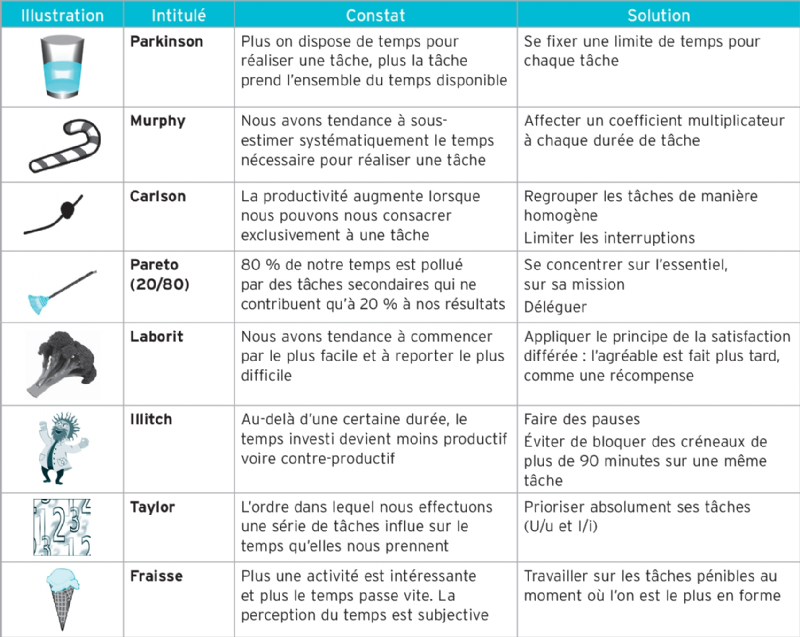 Illustration Intitulé Constat Solution
Parkinson
Plus on dispose de temps pour
réaliser une tâche, plus la tâche
prend l'ensemble du temps disponible
Se fixer une limite de temps pour
chaque tâche
Murphy
Nous avons tendance à sous-
estimer systématiquement le temps
nécessaire pour réaliser une tâche
Affecter un coefficient multiplicateur
à chaque durée de tâche
Carlson
La productivité augmente lorsque
nous pouvons nous consacrer
exclusivement à une tâche
Regrouper les tâches de manière
homogène
Limiter les interruptions
Pareto
(20/80)
80 % de notre temps est pollué
par des tâches secondaires qui ne
contribuent qu'à 20 % à nos résultats
Se concentrer sur l'essentiel,
sur sa mission
Déléguer
Laborit
Nous avons tendance à commencer
par le plus facile et à reporter le plus
difficile
Appliquer le principe de la satisfaction
différée : l'agréable est fait plus tard,
comme une récompense
Illitch
Au-delà d'une certaine durée, le
temps investi devient moins productif
voire contre-productif
Faire des pauses
Éviter de bloquer des créneaux de
plus de 90 minutes sur une même
tâche
Taylor
L'ordre dans lequel nous effectuons
une série de tâches influe sur le
temps qu'elles nous prennent
Prioriser absolument ses tâches
(U/u et I/i)
Fraisse
Plus une activité est intéressante
et plus le temps passe vite. La
perception du temps est subjective
Travailler sur les tâches pénibles au
moment où l'on est le plus en forme